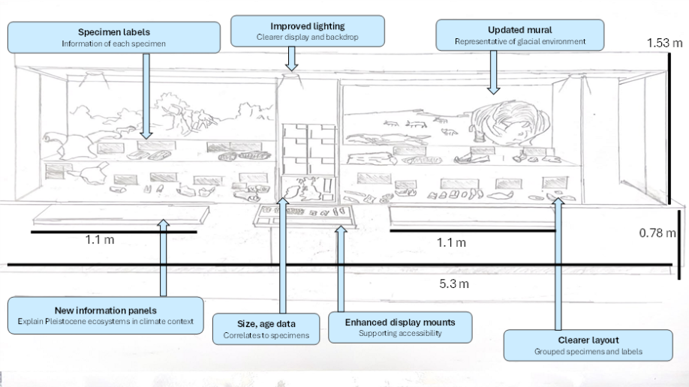 Specimen labels
Information of each specimen
Improved lighting
Clearer display and backdrop
Updated mural
Representative of glacial environment
1.53 m
1.1 m
1.1 m
0.78 m
5.3 m
New information panels
Explain Pleistocene ecosystems in climate context
Size, age data
Correlates to specimens
Enhanced display mounts
Supporting accessibility
Clearer layout
Grouped specimens and labels